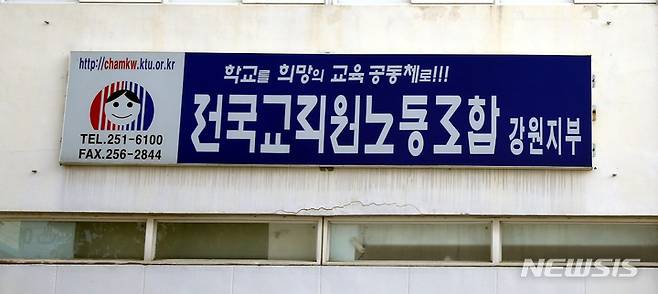 http://chamkw.ktu.or.kr
TEL.251-6100
FAX.256-2844
학교를 희망의 교육 공동체로!!!
전국교직원노동조합 강원지부
NEWSIS